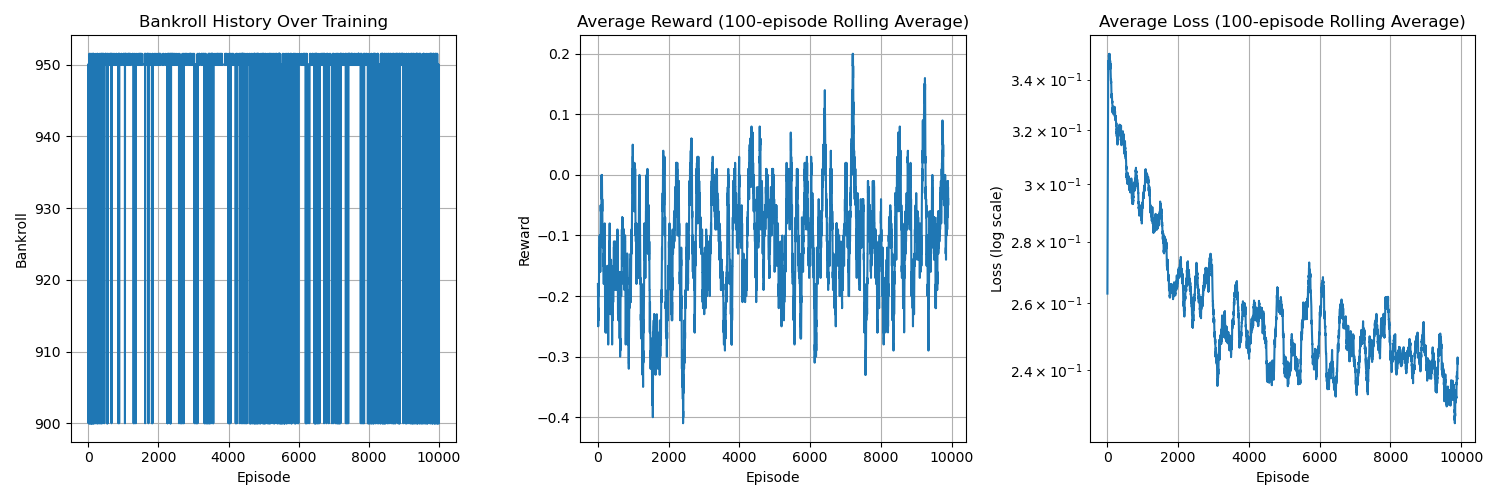 Bankroll History Over Training
950
940
930
920
910
900
Bankroll
0
2000
4000
6000
8000
10000
Episode
Average Reward (100-episode Rolling Average)
0.2
0.1
0.0
−0.1
−0.2
−0.3
−0.4
Reward
0
2000
4000
6000
8000
10000
Episode
Average Loss (100-episode Rolling Average)
3.4 × 10⁻¹
3.2 × 10⁻¹
3 × 10⁻¹
2.8 × 10⁻¹
2.6 × 10⁻¹
2.4 × 10⁻¹
Loss (log scale)
0
2000
4000
6000
8000
10000
Episode